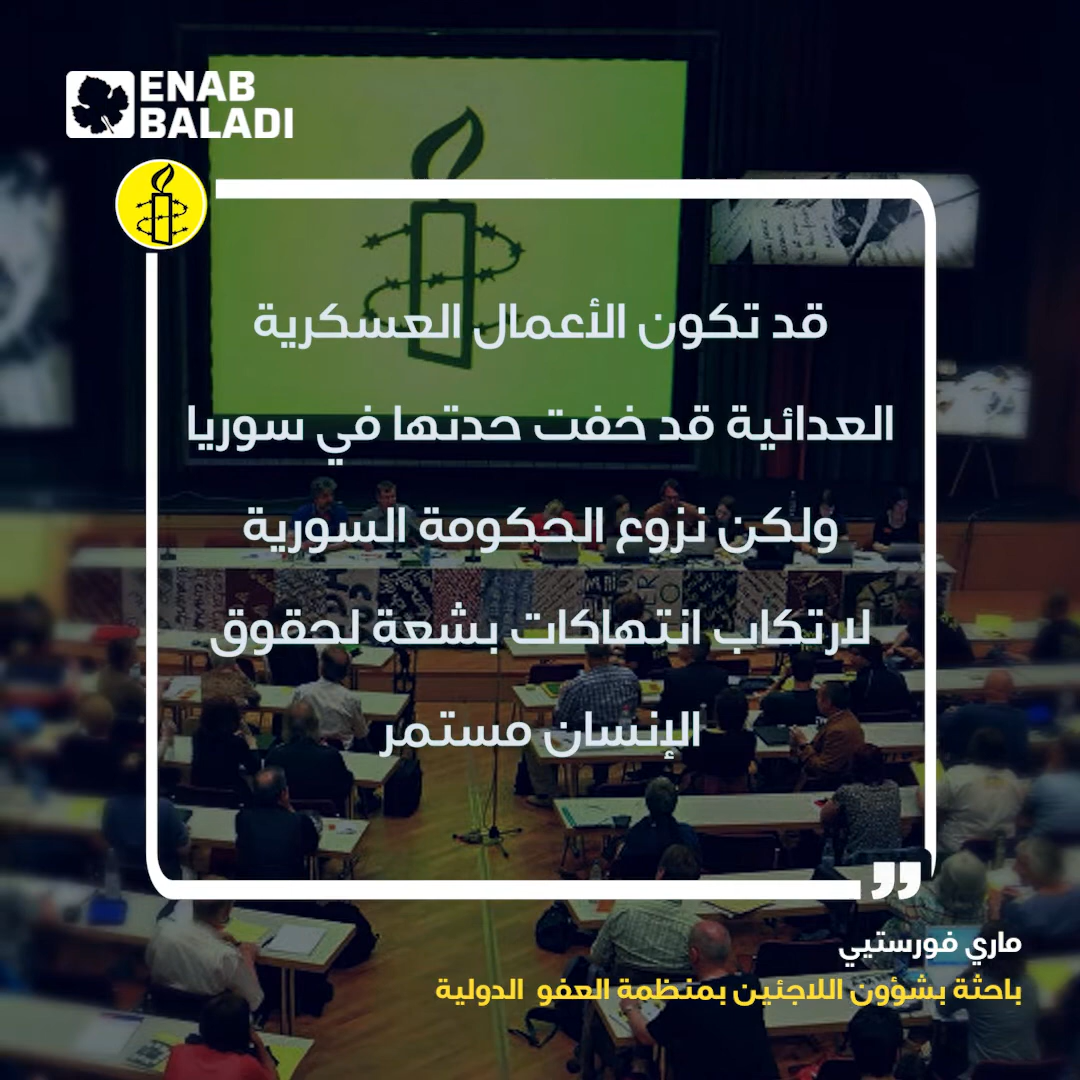 ENAB
BALADI
قد تكون الأعمال العسكرية
العدائية قد خفت حدتها في سوريا
ولكن نزوع الحكومة السورية
لارتكاب انتهاكات بشعة لحقوق
الإنسان مستمر
ماري فورستيي
باحثة بشؤون اللاجئين بمنظمة العفو الدولية